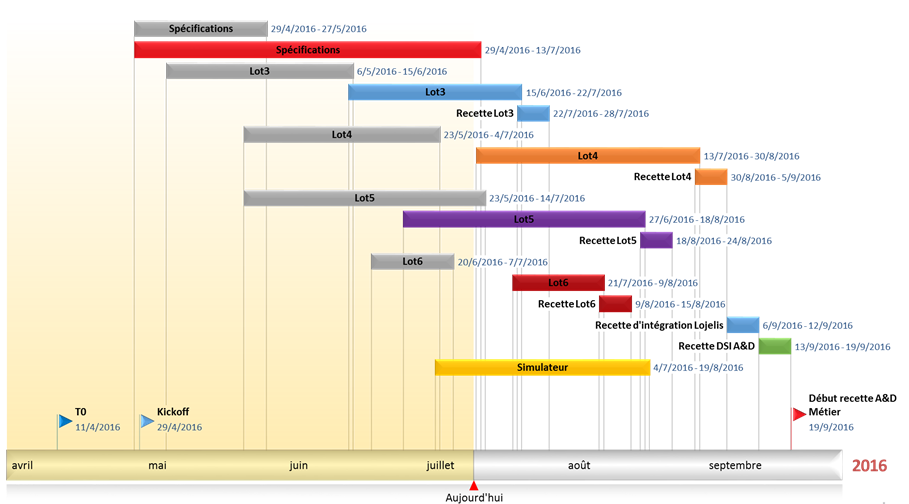 Spécifications 29/4/2016 - 27/5/2016
Spécifications 29/4/2016 - 13/7/2016
Lot3 6/5/2016 - 15/6/2016
Lot3 15/6/2016 - 22/7/2016
Recette Lot3 22/7/2016 - 28/7/2016
Lot4 23/5/2016 - 4/7/2016
Lot4 13/7/2016 - 30/8/2016
Recette Lot4 30/8/2016 - 5/9/2016
Lot5 23/5/2016 - 14/7/2016
Lot5 27/6/2016 - 18/8/2016
Recette Lot5 18/8/2016 - 24/8/2016
Lot6 20/6/2016 - 7/7/2016
Lot6 21/7/2016 - 9/8/2016
Recette Lot6 9/8/2016 - 15/8/2016
Recette d'intégration Lojelis 6/9/2016 - 12/9/2016
Recette DSI A&D 13/9/2016 - 19/9/2016
Simulateur 4/7/2016 - 19/8/2016
T0
11/4/2016
Kickoff
29/4/2016
Début recette A&D
Métier
19/9/2016
avril mai juin juillet août septembre 2016
Aujourd'hui